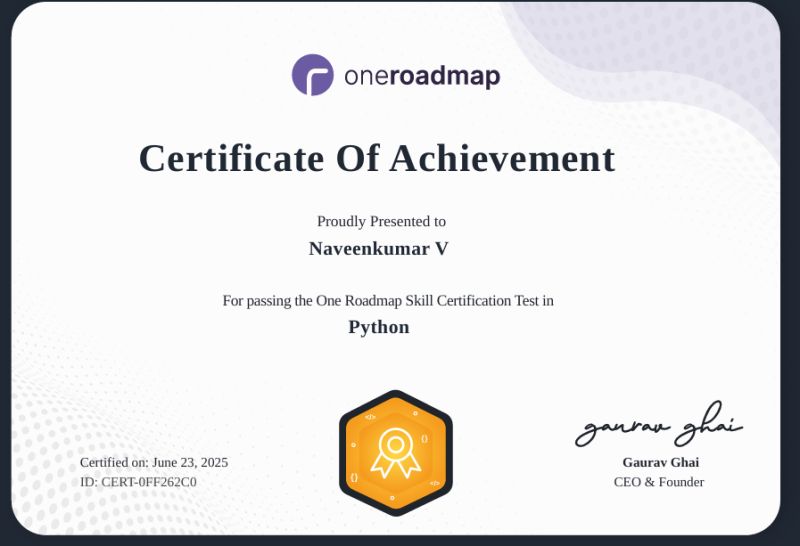 oneroadmap
Certificate Of Achievement
Proudly Presented to
Naveenkumar V
For passing the One Roadmap Skill Certification Test in
Python
</>
{}
{}
</>
gaurav ghai
Certified on: June 23, 2025
Gaurav Ghai
ID: CERT-0FF262C0
CEO & Founder